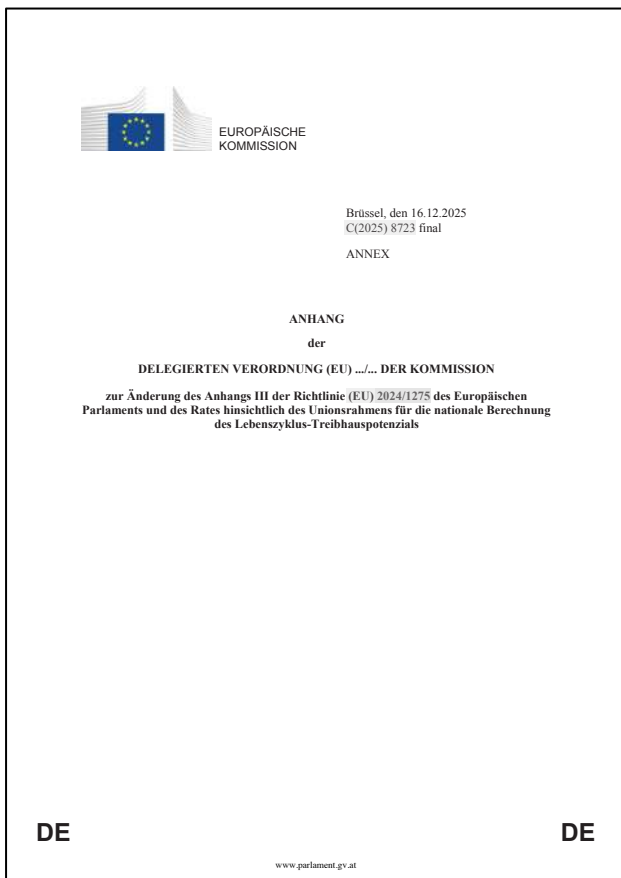 EUROPÄISCHE
KOMMISSION
Brüssel, den 16.12.2025
C(2025) 8723 final
ANNEX
ANHANG
der
DELEGIERTEN VERORDNUNG (EU) .../... DER KOMMISSION
zur Änderung des Anhangs III der Richtlinie (EU) 2024/1275 des Europäischen
Parlaments und des Rates hinsichtlich des Unionsrahmens für die nationale Berechnung
des Lebenszyklus-Treibhauspotenzials
DE DE
www.parlament.gv.at